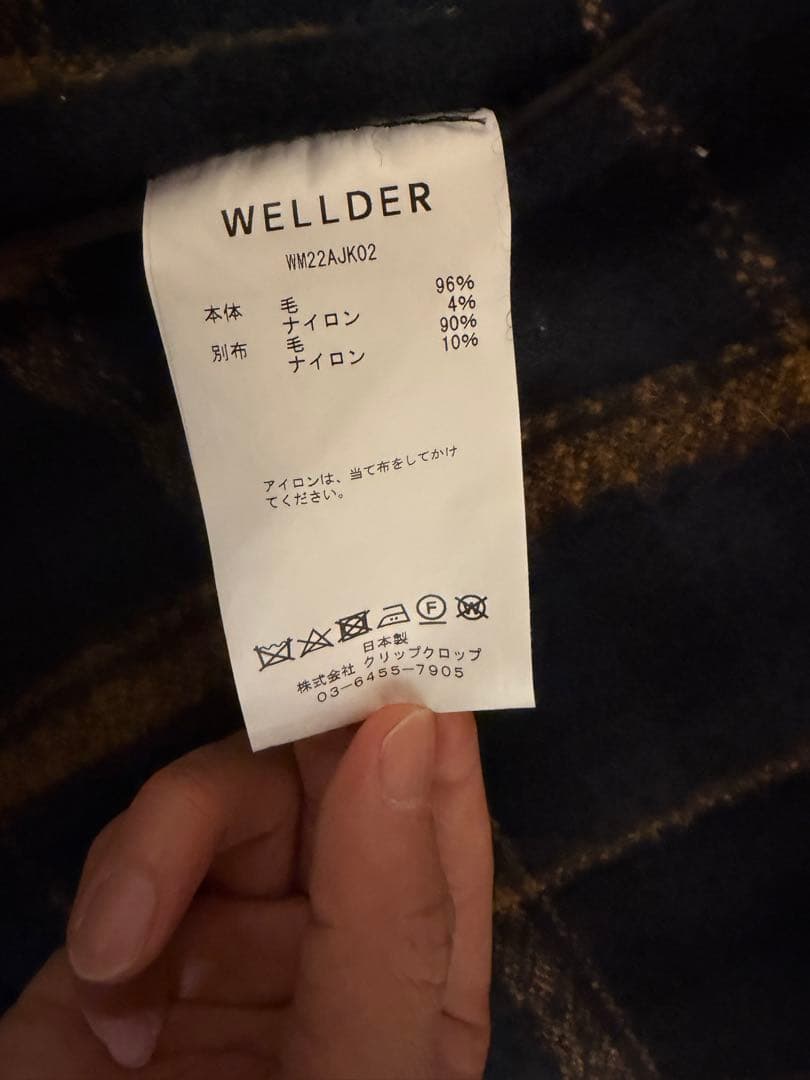 WELLDER
WM22AJK02
本体 毛 96%
ナイロン 4%
別布 毛 90%
ナイロン 10%
アイロンは、当て布をしてかけ
てください。
F W
日本製
株式会社 クリップクロップ
03-6455-7905